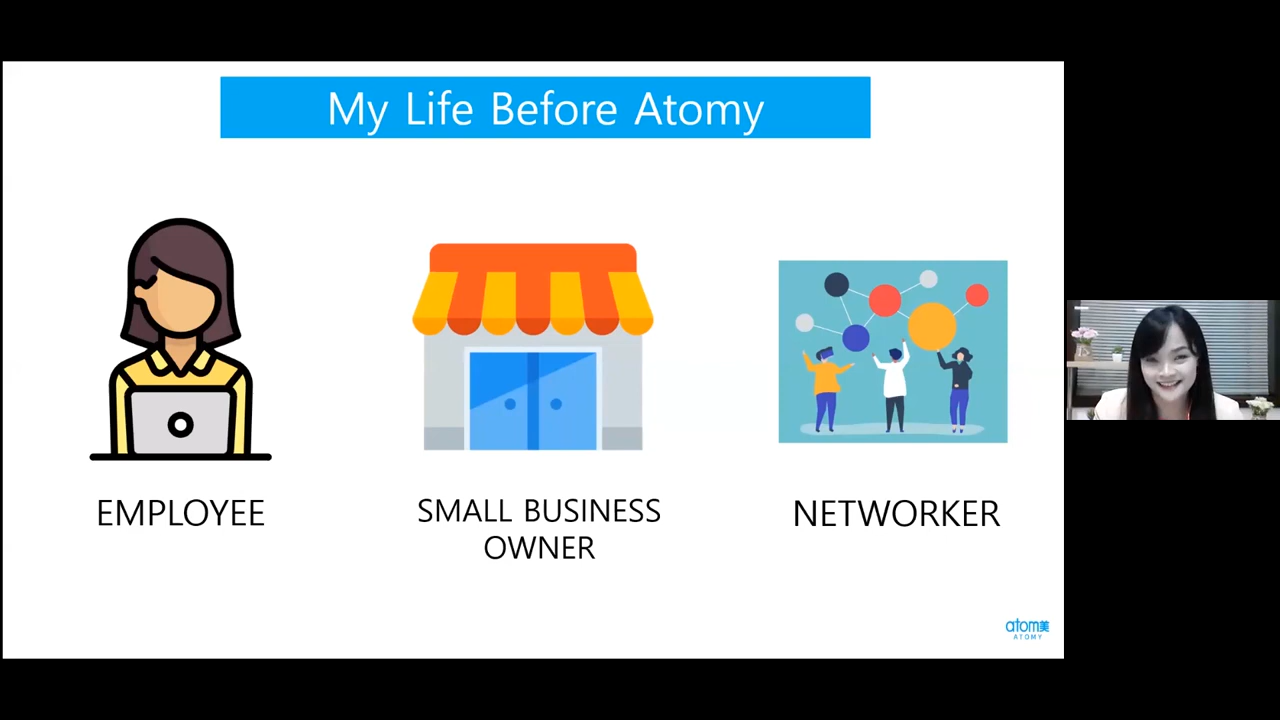 My Life Before Atomy
EMPLOYEE
SMALL BUSINESS
OWNER
NETWORKER
atom美
ATOMY